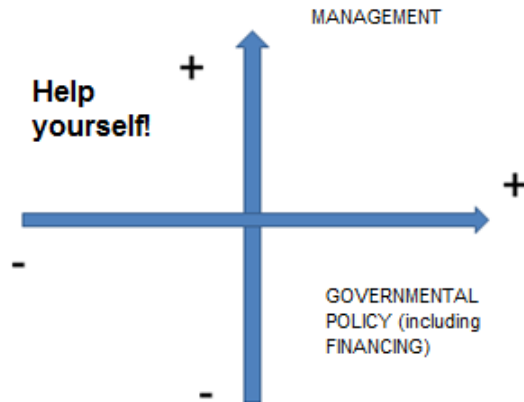 MANAGEMENT
+
Help
yourself!
+
-
GOVERNMENTAL
POLICY (including
FINANCING)
-